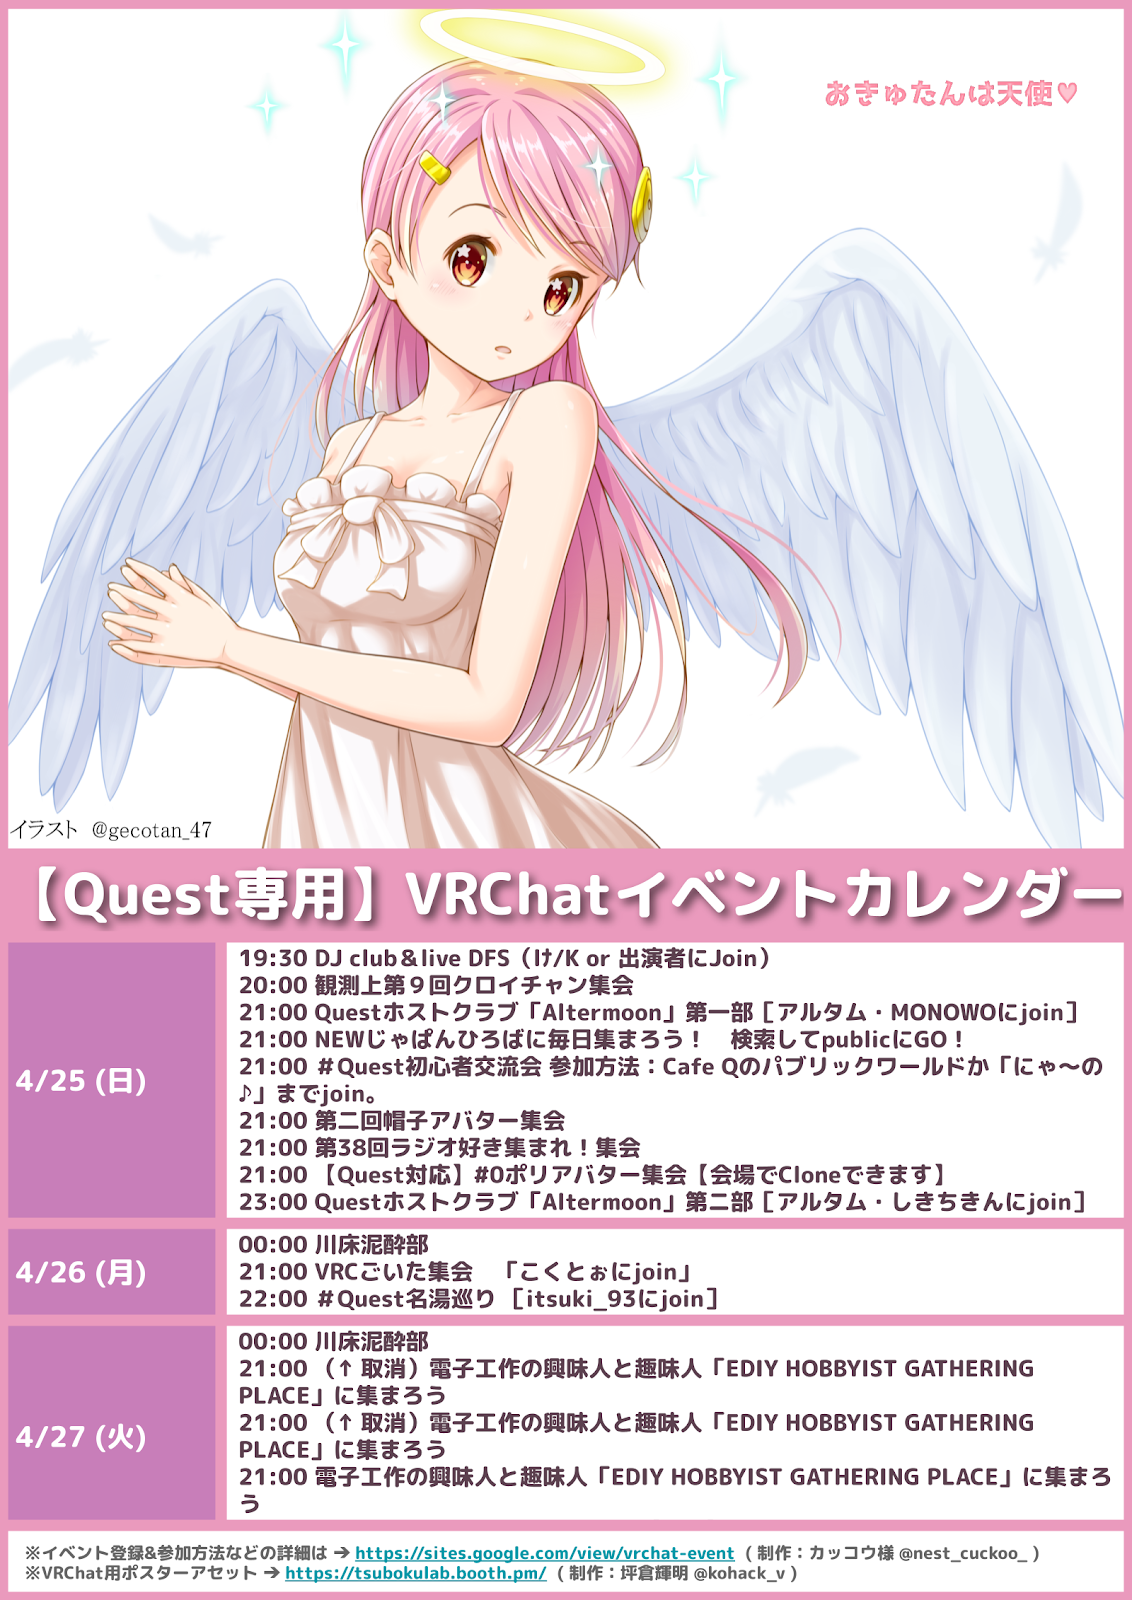 おきゅたんは天使♥
イラスト @gecotan_47
【Quest専用】VRChatイベントカレンダー
4/25 (日)
19:30 DJ club＆live DFS（け/K or 出演者にJoin）
20:00 観測上第９回クロイチャン集会
21:00 Questホストクラブ「Altermoon」第一部［アルタム・MONOWOにjoin］
21:00 NEWじゃぱんひろばに毎日集まろう！　検索してpublicにGO！
21:00 ＃Quest初心者交流会 参加方法：Cafe Qのパブリックワールドか「にゃ～の
♪」までjoin。
21:00 第二回帽子アバター集会
21:00 第38回ラジオ好き集まれ！集会
21:00 【Quest対応】#0ポリアバター集会【会場でCloneできます】
23:00 Questホストクラブ「Altermoon」第二部［アルタム・しきちきんにjoin］
4/26 (月)
00:00 川床泥酔部
21:00 VRCごいた集会　「こくとぉにjoin」
22:00 ＃Quest名湯巡り ［itsuki_93にjoin］
4/27 (火)
00:00 川床泥酔部
21:00 （↑ 取消）電子工作の興味人と趣味人「EDIY HOBBYIST GATHERING
PLACE」に集まろう
21:00 （↑ 取消）電子工作の興味人と趣味人「EDIY HOBBYIST GATHERING
PLACE」に集まろう
21:00 電子工作の興味人と趣味人「EDIY HOBBYIST GATHERING PLACE」に集まろ
う
※イベント登録&参加方法などの詳細は → https://sites.google.com/view/vrchat-event ( 制作：カッコウ様 @nest_cuckoo_ )
※VRChat用ポスターアセット → https://tsubokulab.booth.pm/ ( 制作：坪倉輝明 @kohack_v )